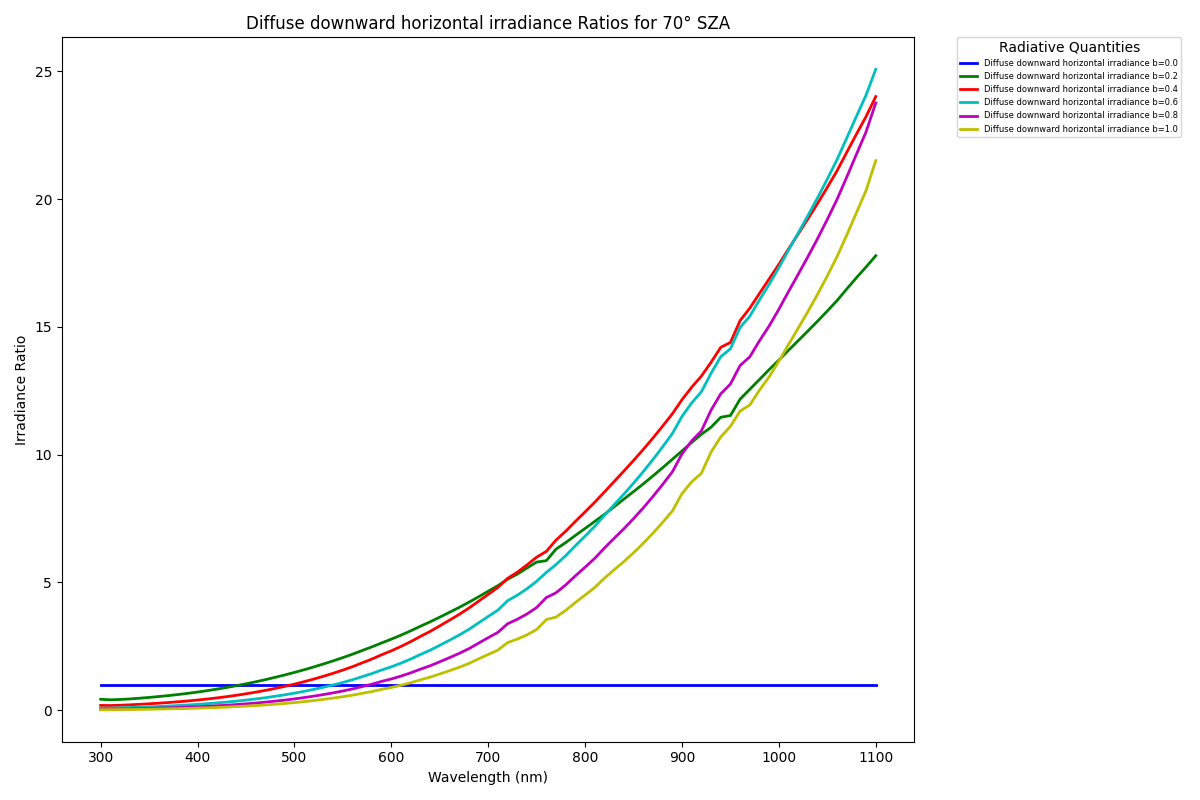 Diffuse downward horizontal irradiance Ratios for 70° SZA
Radiative Quantities
Diffuse downward horizontal irradiance b=0.0
Diffuse downward horizontal irradiance b=0.2
Diffuse downward horizontal irradiance b=0.4
Diffuse downward horizontal irradiance b=0.6
Diffuse downward horizontal irradiance b=0.8
Diffuse downward horizontal irradiance b=1.0
Irradiance Ratio
25
20
15
10
5
0
300 400 500 600 700 800 900 1000 1100
Wavelength (nm)